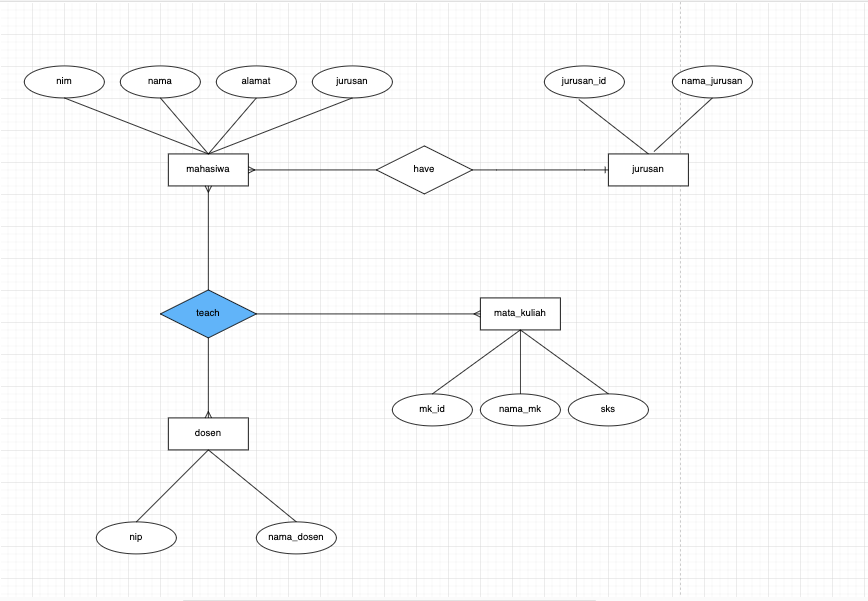 nim
nama
alamat
jurusan
jurusan_id
nama_jurusan
mahasiwa
have
jurusan
teach
mata_kuliah
mk_id
nama_mk
sks
dosen
nip
nama_dosen